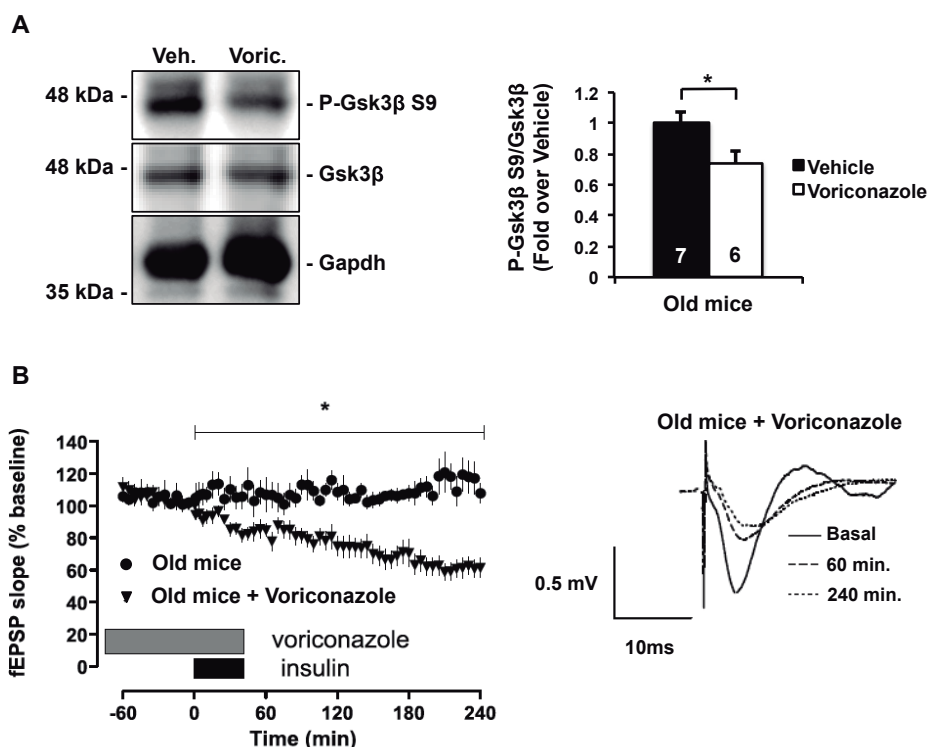 A
Veh. Voric.
48 kDa -
- P-Gsk3β S9
48 kDa -
- Gsk3β
- Gapdh
35 kDa -
P-Gsk3β S9/Gsk3β
(Fold over Vehicle)
1.2
1
0.8
0.6
0.4
0.2
0
*
7
6
Old mice
Vehicle
Voriconazole
B
fEPSP slope (% baseline)
140
120
100
80
60
40
20
0
*
Old mice
Old mice + Voriconazole
voriconazole
insulin
-60 0 60 120 180 240
Time (min)
Old mice + Voriconazole
0.5 mV
10ms
Basal
60 min.
240 min.